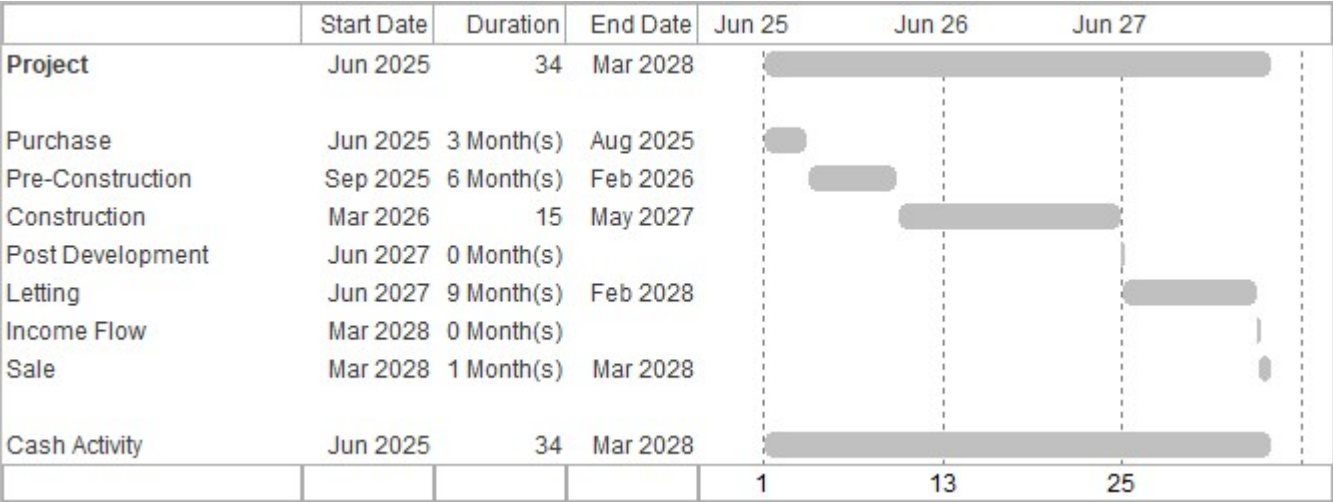 Start Date Duration End Date Jun 25 Jun 26 Jun 27
Project Jun 2025 34 Mar 2028
Purchase Jun 2025 3 Month(s) Aug 2025
Pre-Construction Sep 2025 6 Month(s) Feb 2026
Construction Mar 2026 15 May 2027
Post Development Jun 2027 0 Month(s)
Letting Jun 2027 9 Month(s) Feb 2028
Income Flow Mar 2028 0 Month(s)
Sale Mar 2028 1 Month(s) Mar 2028
Cash Activity Jun 2025 34 Mar 2028
1 13 25